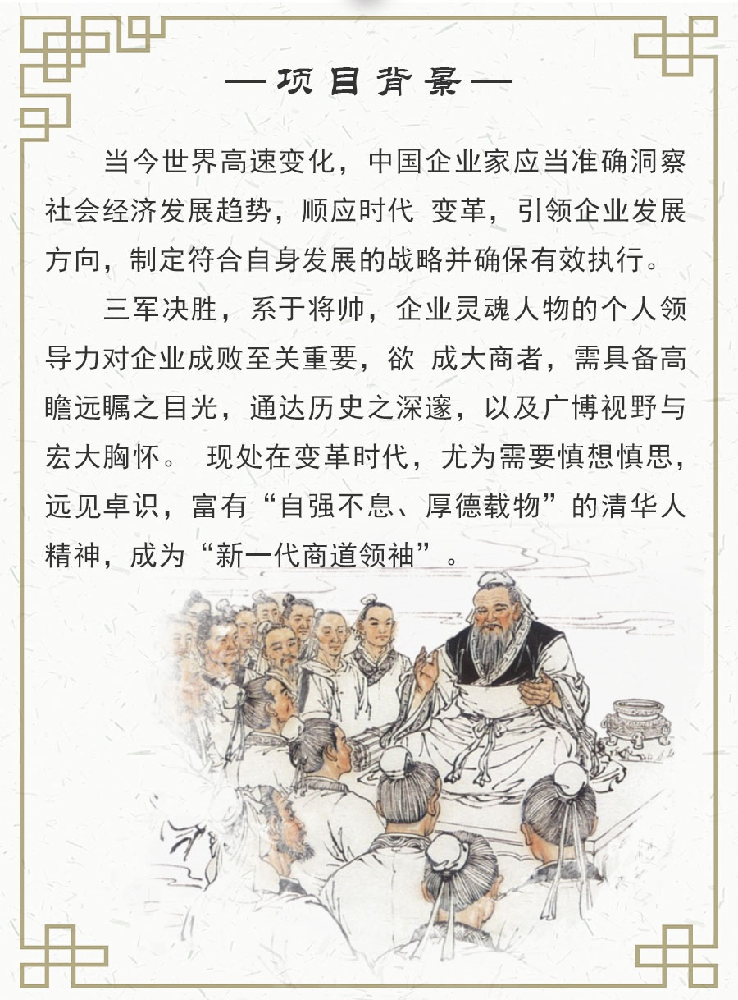 项目背景
当今世界高速变化，中国企业家应当准确洞察
社会经济发展趋势，顺应时代 变革，引领企业发展
方向，制定符合自身发展的战略并确保有效执行。
三军决胜，系于将帅，企业灵魂人物的个人领
导力对企业成败至关重要，欲 成大商者，需具备高
瞻远瞩之目光，通达历史之深邃，以及广博视野与
宏大胸怀。 现处在变革时代，尤为需要慎想慎思，
远见卓识，富有“自强不息、厚德载物”的清华人
精神，成为“新一代商道领袖”。